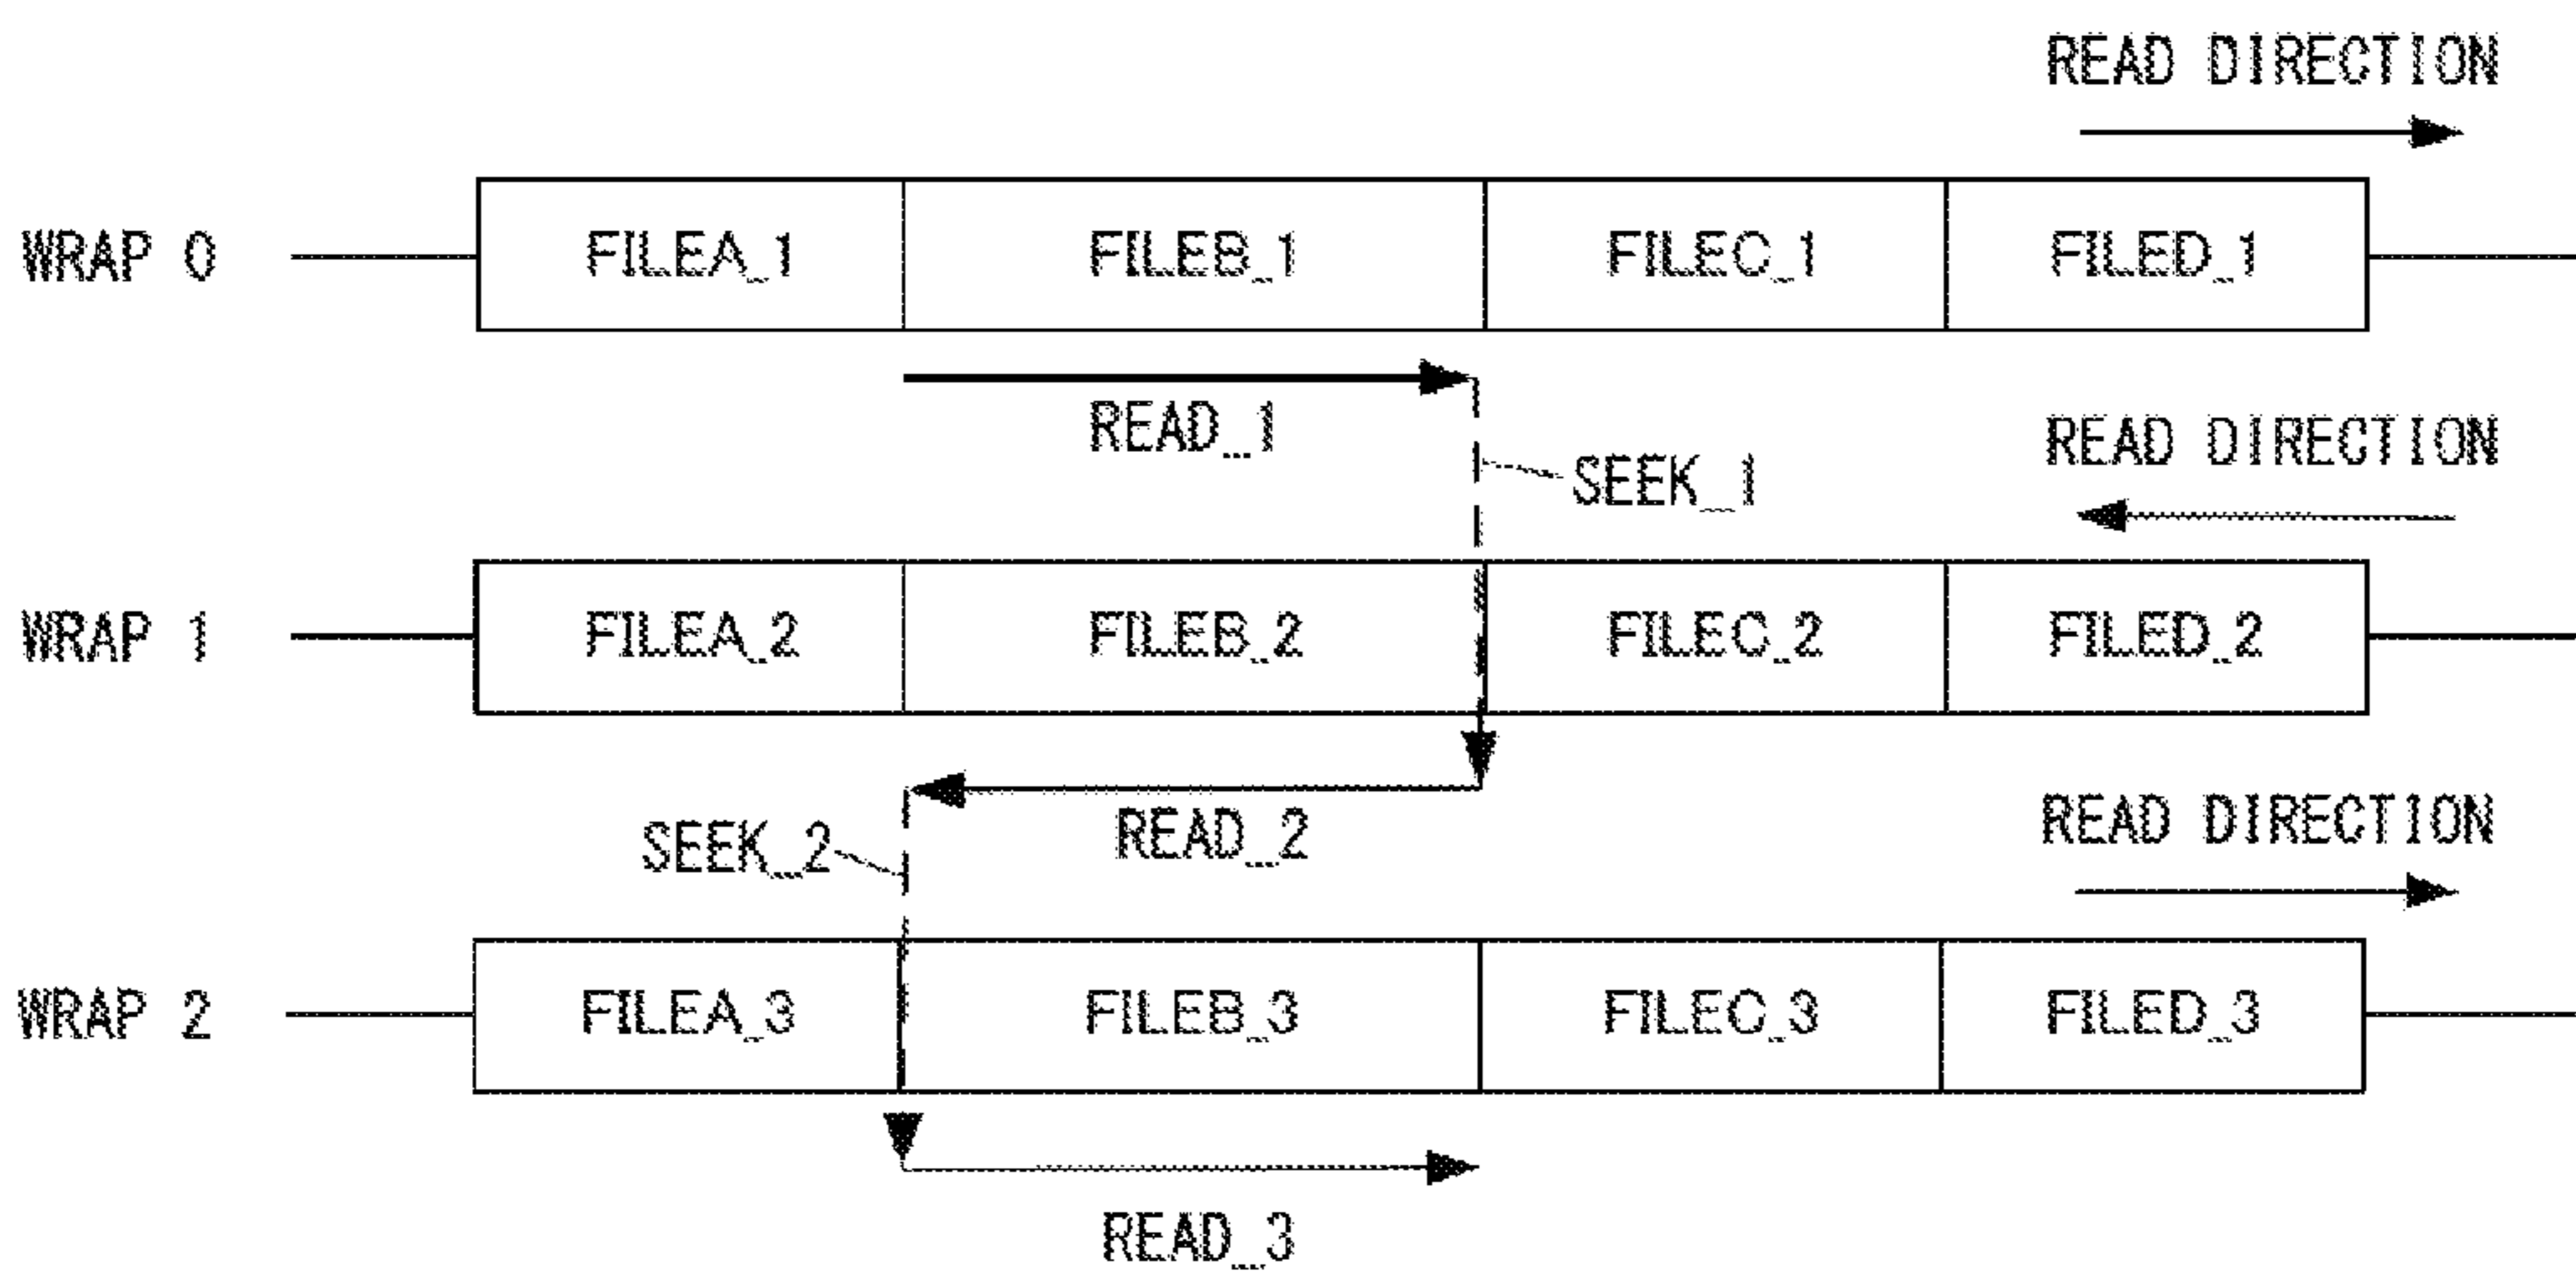 READ DIRECTION
WRAP 0 FILEA_1 FILEB_1 FILEC_1 FILED_1
READ_1
READ DIRECTION
SEEK_1
WRAP 1 FILEA_2 FILEB_2 FILEC_2 FILED_2
READ_2
SEEK_2
READ DIRECTION
WRAP 2 FILEA_3 FILEB_3 FILEC_3 FILED_3
READ_3